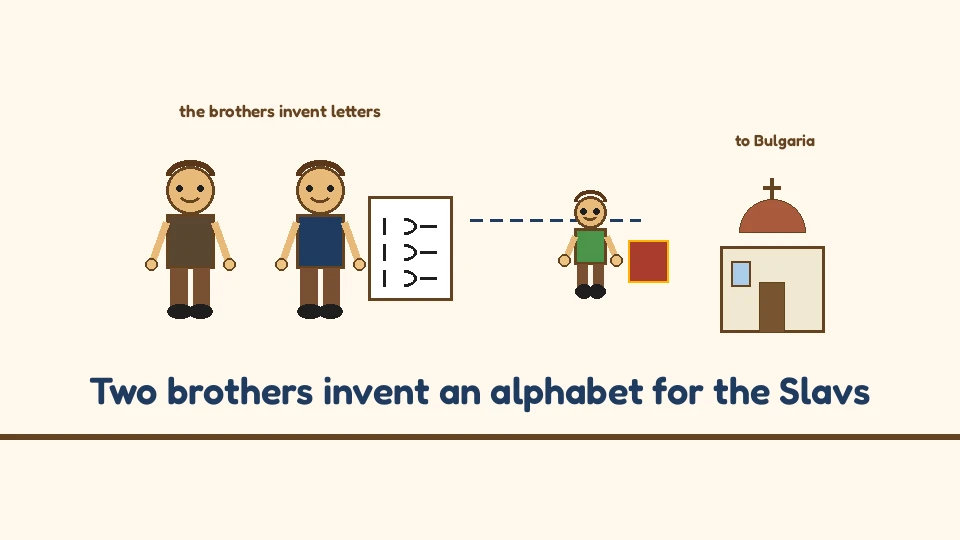 the brothers invent letters
to Bulgaria
Two brothers invent an alphabet for the Slavs